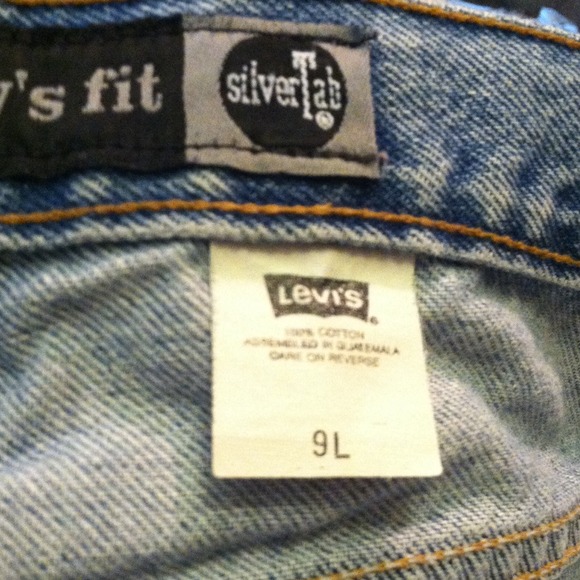 's fit
silverTab
®
Levi's
®
100% COTTON
ASSEMBLED IN GUATEMALA
CARE ON REVERSE
9L